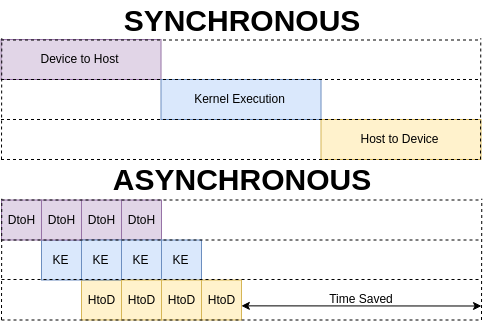 SYNCHRONOUS
Device to Host
Kernel Execution
Host to Device
ASYNCHRONOUS
DtoH DtoH DtoH DtoH
KE KE KE KE
HtoD HtoD HtoD HtoD Time Saved